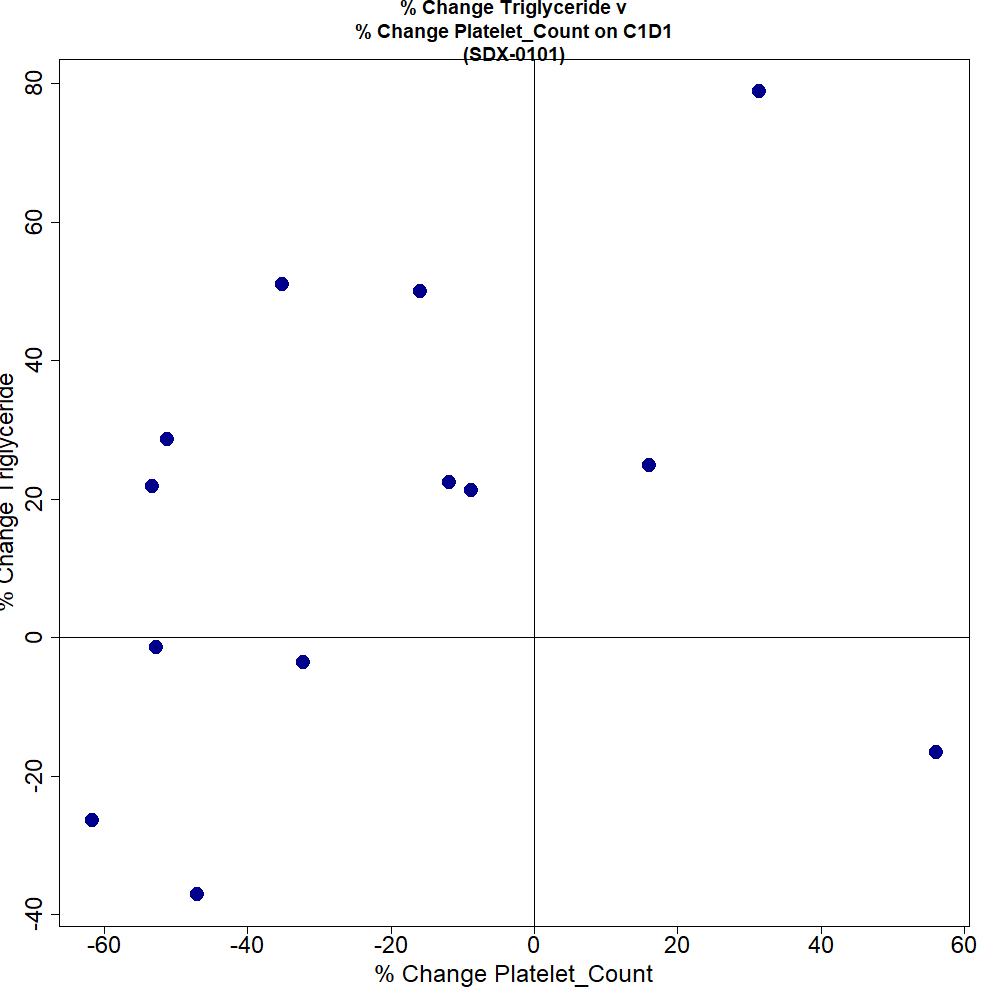 % Change Triglyceride v
% Change Platelet_Count on C1D1
(SDX-0101)
% Change Triglyceride
80
60
40
20
0
-20
-40
-60
-40
-20
0
20
40
60
% Change Platelet_Count